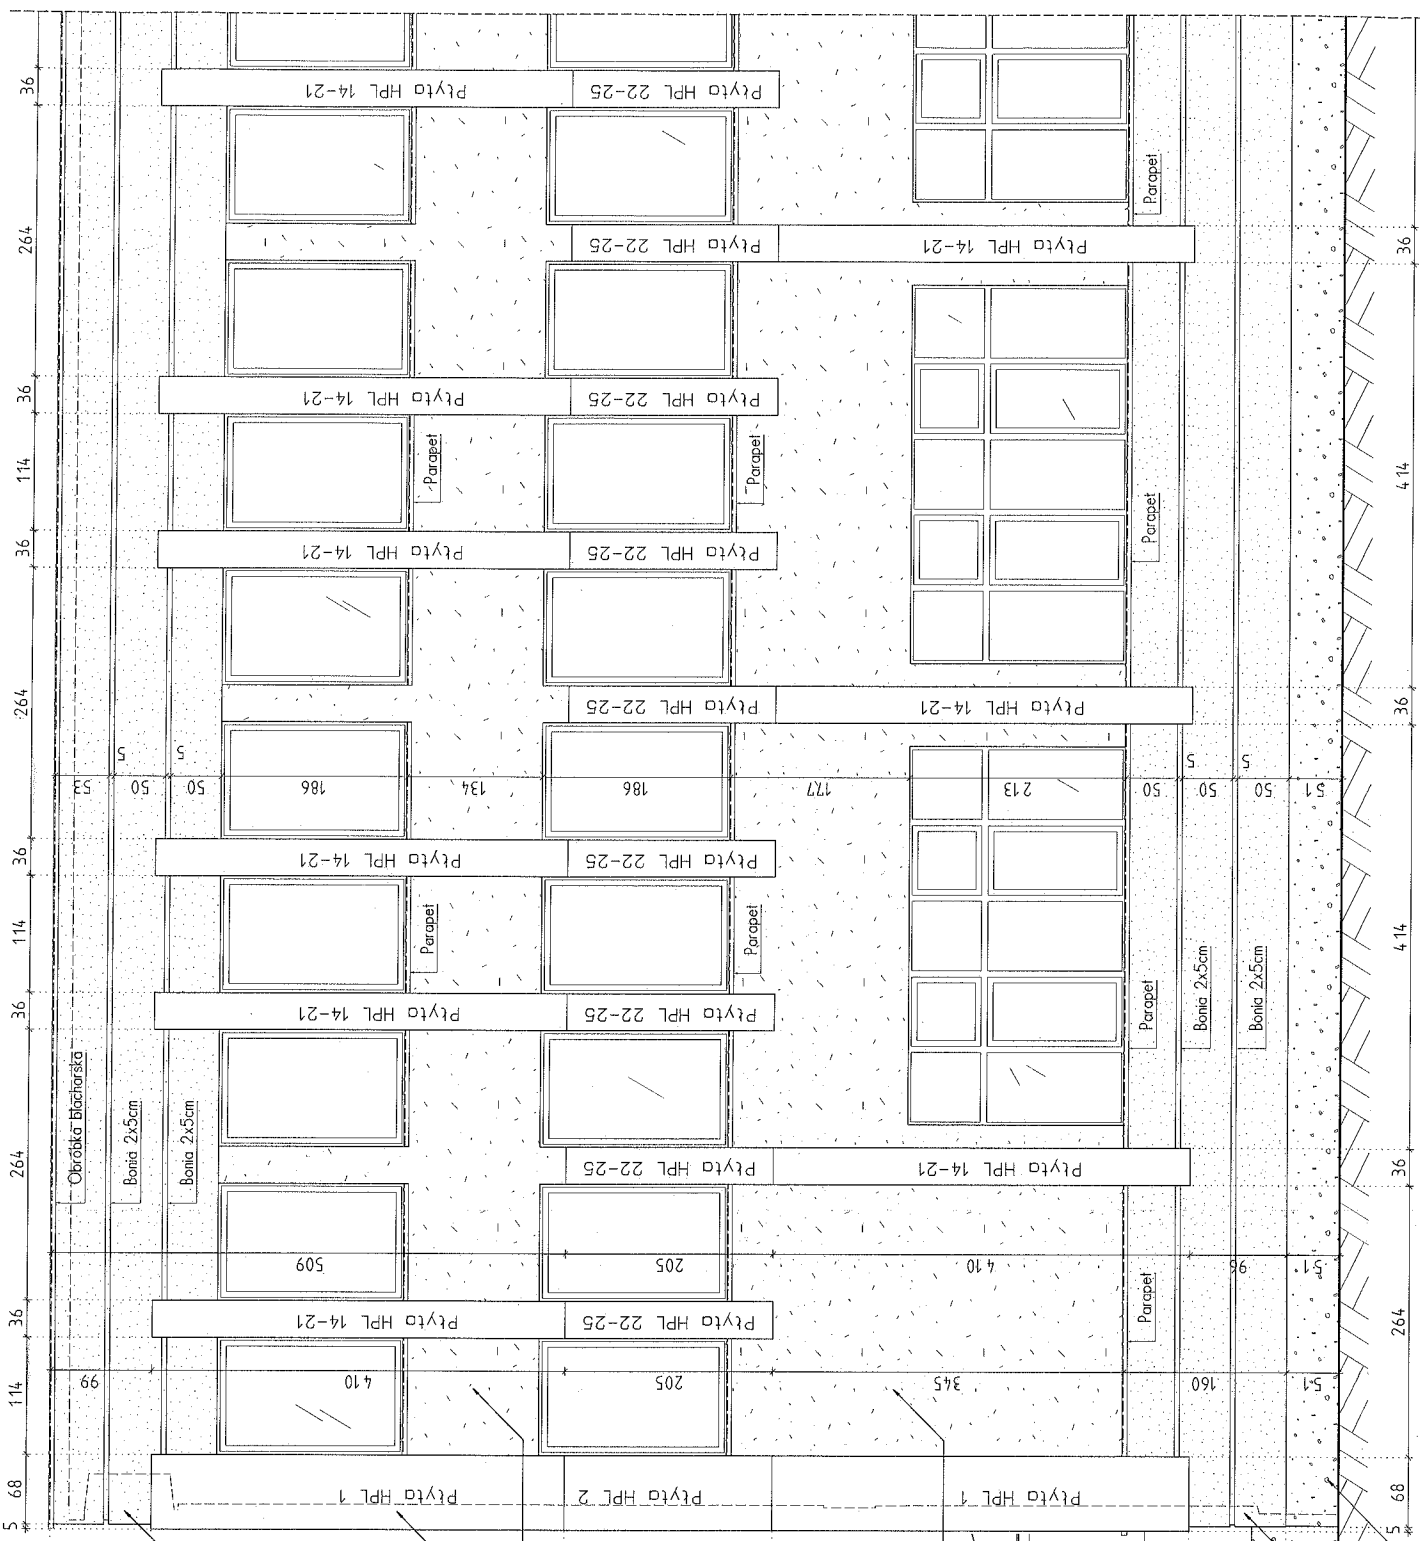 36
264
36
114
36
264
36
114
36
264
36
114
68
5
Płyta HPL 14-21
Płyta HPL 22-25
Płyta HPL 22-25
Płyta HPL 14-21
Parapet
36
Płyta HPL 14-21
Płyta HPL 22-25
Parapet
Parapet
Parapet
414
Płyta HPL 14-21
Płyta HPL 22-25
Płyta HPL 22-25
Płyta HPL 14-21
36
53
5
50
5
50
186
134
186
177
213
50
5
50
5
50
51
Płyta HPL 14-21
Płyta HPL 22-25
Parapet
Parapet
Parapet
Bonia 2x5cm
Bonia 2x5cm
414
Płyta HPL 14-21
Płyta HPL 22-25
Obróbka blacharska
Bonia 2x5cm
Bonia 2x5cm
Płyta HPL 22-25
Płyta HPL 14-21
36
509
205
410
96
51
Parapet
264
Płyta HPL 14-21
Płyta HPL 22-25
99
410
205
345
160
51
Płyta HPL 1
Płyta HPL 2
Płyta HPL 1
68
5